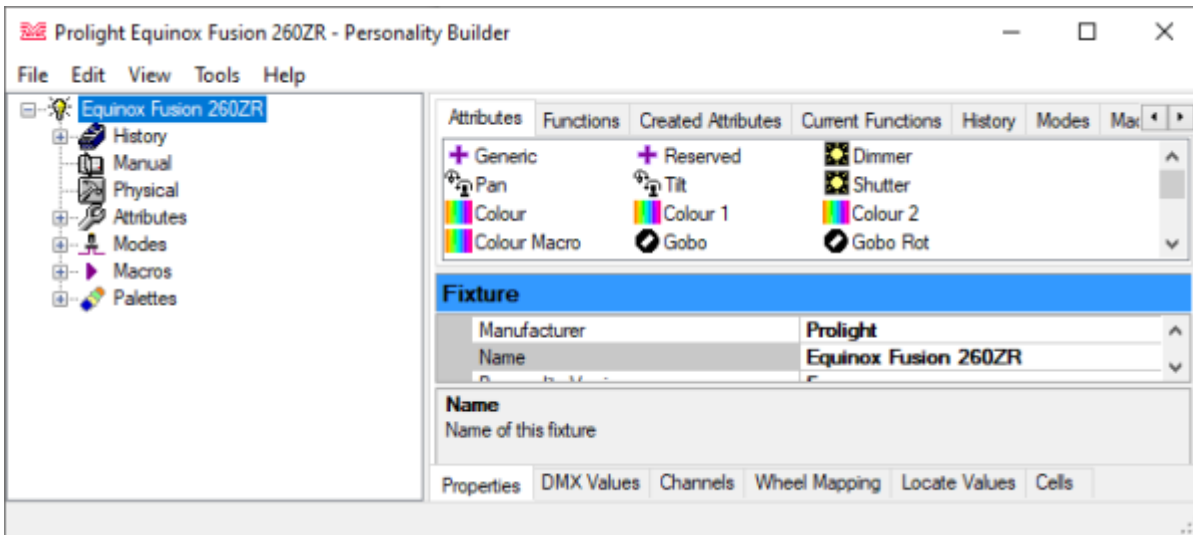 Prolight Equinox Fusion 260ZR - Personality Builder
File Edit View Tools Help
Equinox Fusion 260ZR
History
Manual
Physical
Attributes
Modes
Macros
Palettes
Attributes Functions Created Attributes Current Functions History Modes Mac
Generic Reserved Dimmer
Pan Tilt Shutter
Colour Colour 1 Colour 2
Colour Macro Gobo Gobo Rot
Fixture
Manufacturer Prolight
Name Equinox Fusion 260ZR
Name
Name of this fixture
Properties DMX Values Channels Wheel Mapping Locate Values Cells